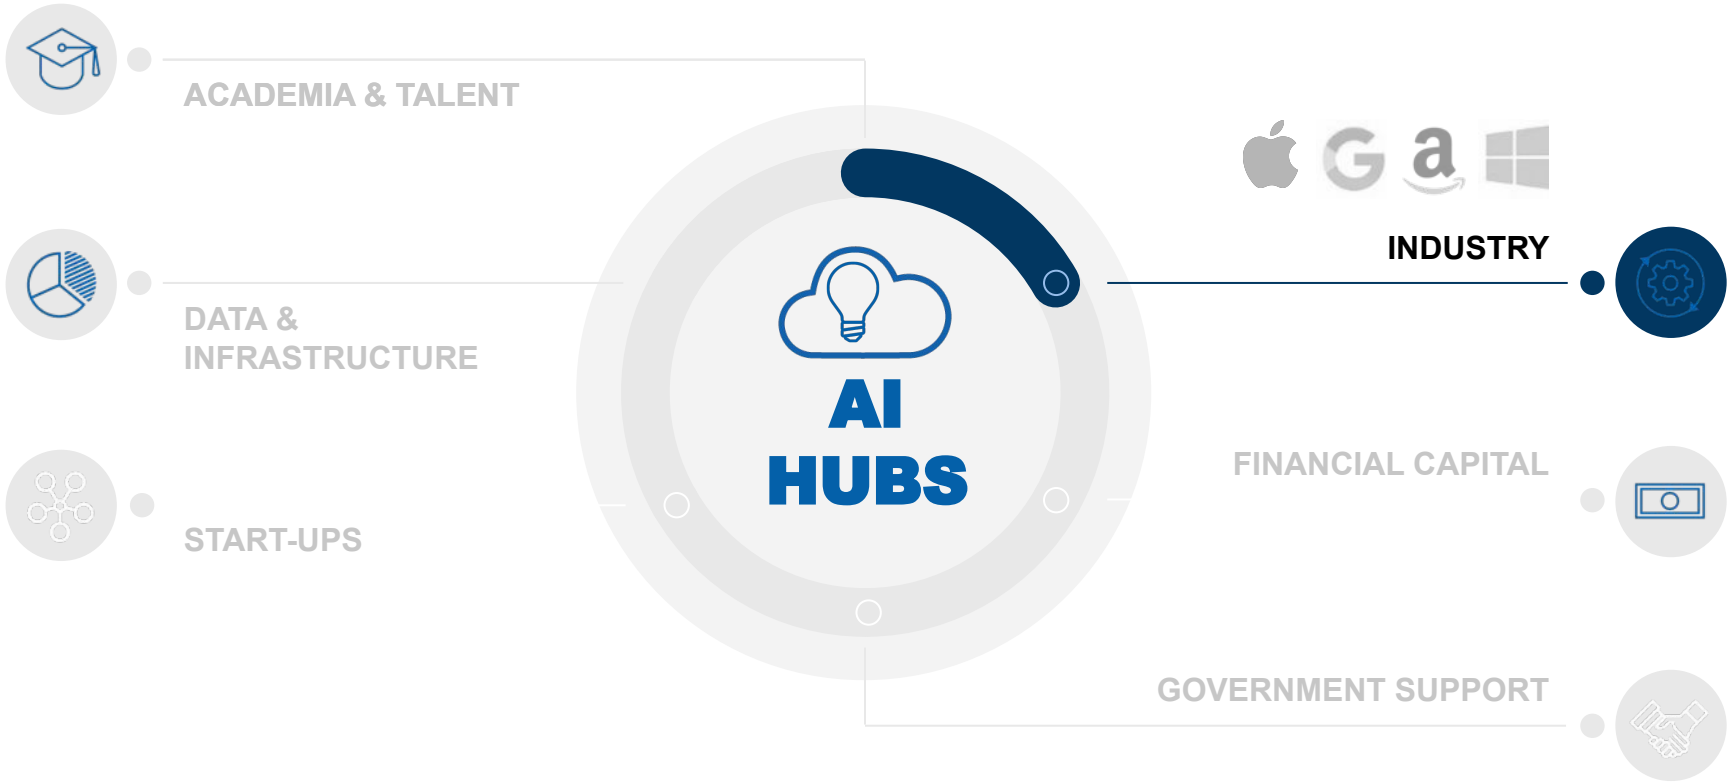 ACADEMIA & TALENT
INDUSTRY
DATA &
INFRASTRUCTURE
AI
HUBS
FINANCIAL CAPITAL
START-UPS
GOVERNMENT SUPPORT